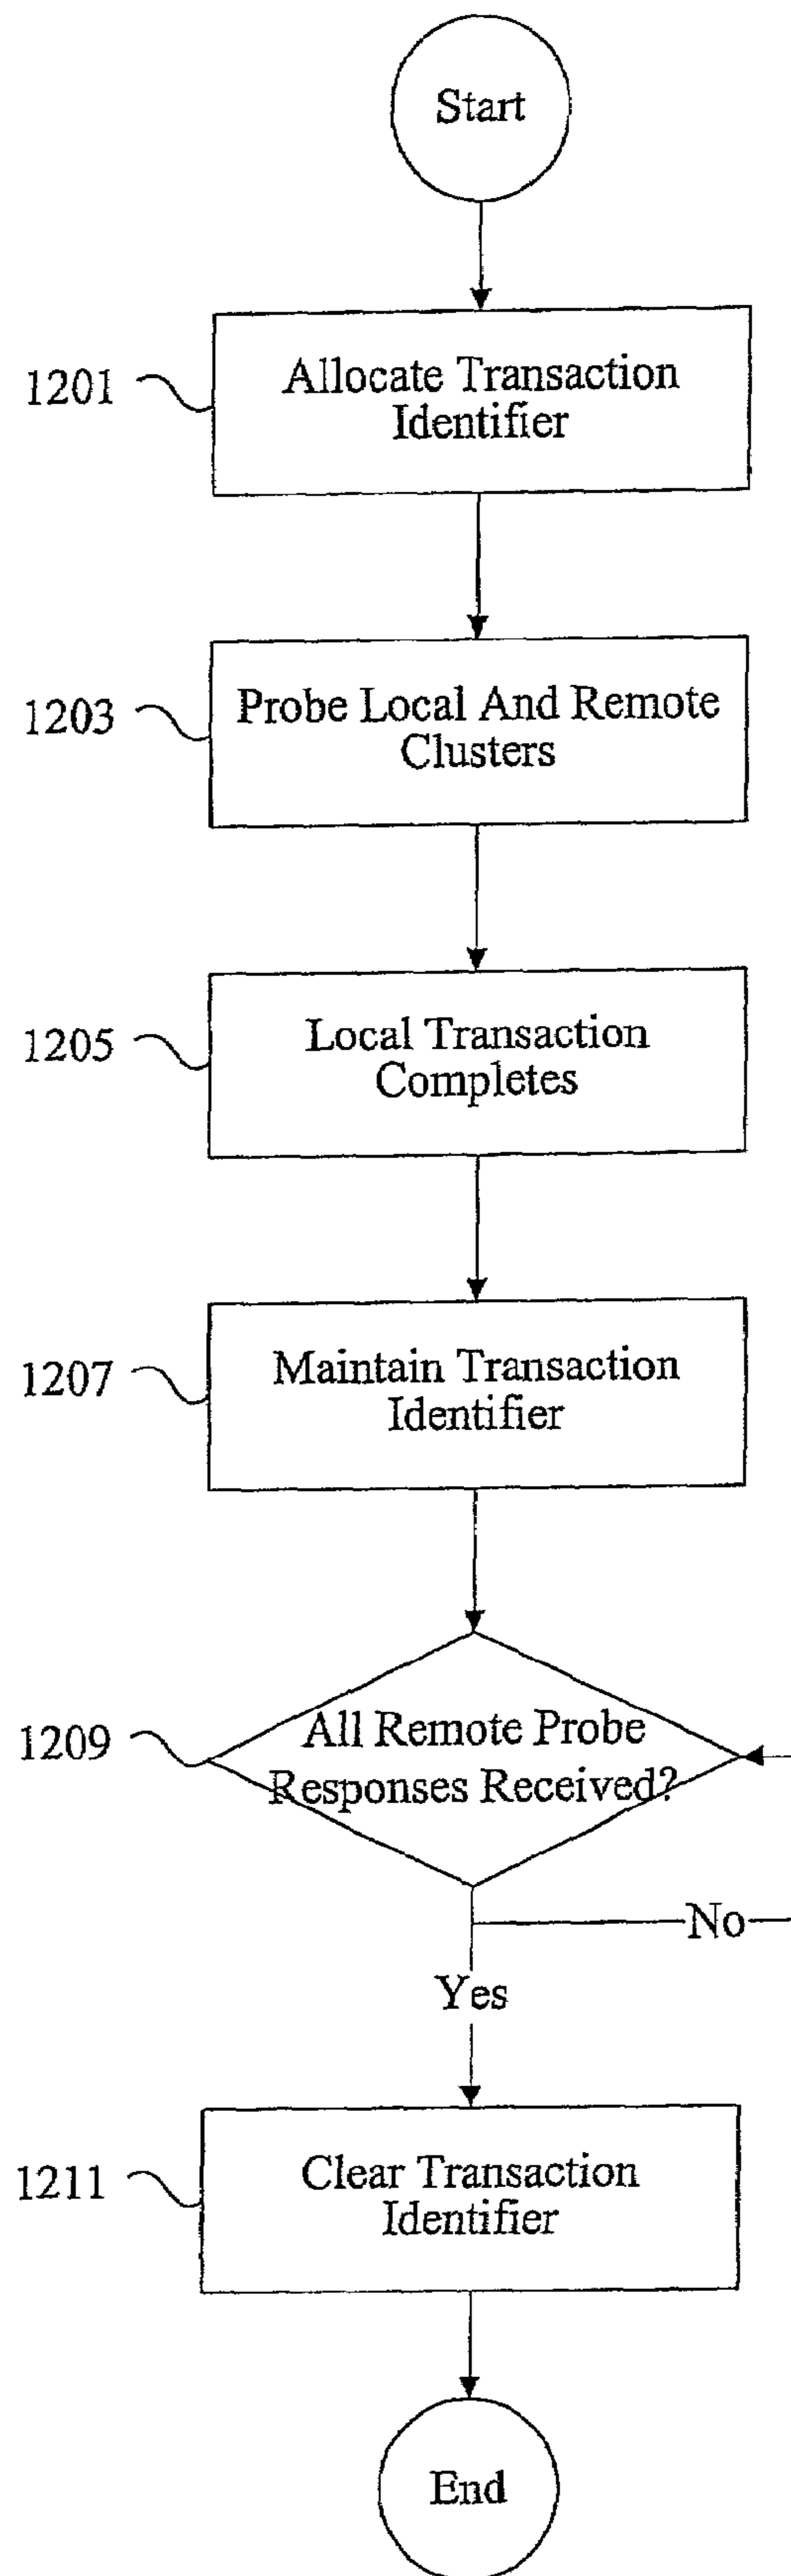 Start
1201
Allocate Transaction
Identifier
1203
Probe Local And Remote
Clusters
1205
Local Transaction
Completes
1207
Maintain Transaction
Identifier
1209
All Remote Probe
Responses Received?
No
Yes
1211
Clear Transaction
Identifier
End